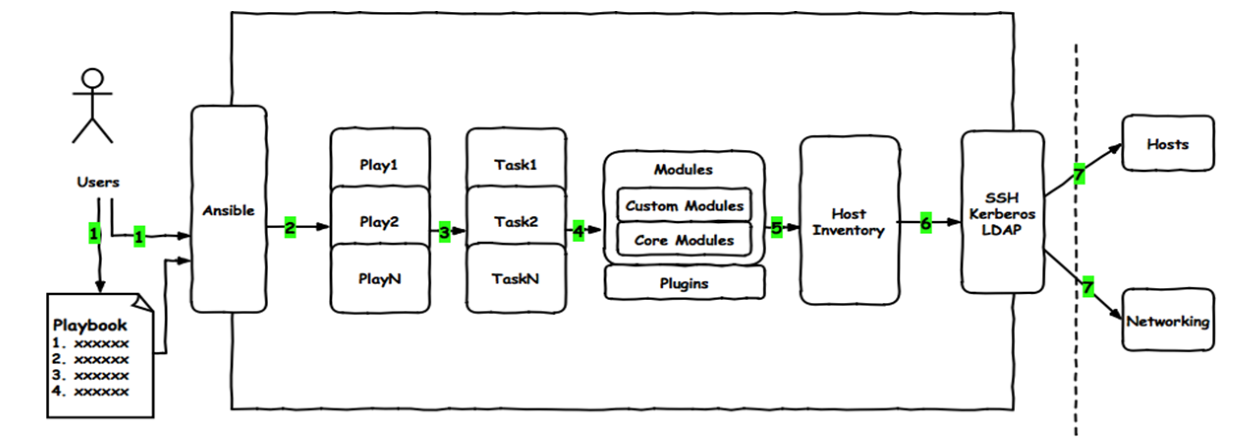 Users
1
1
Playbook
1. xxxxxx
2. xxxxxx
3. xxxxxx
4. xxxxxx
Ansible
2
Play1
Play2
PlayN
3
Task1
Task2
TaskN
4
Modules
Custom Modules
Core Modules
Plugins
5
Host
Inventory
6
SSH
Kerberos
LDAP
7
7
Hosts
Networking